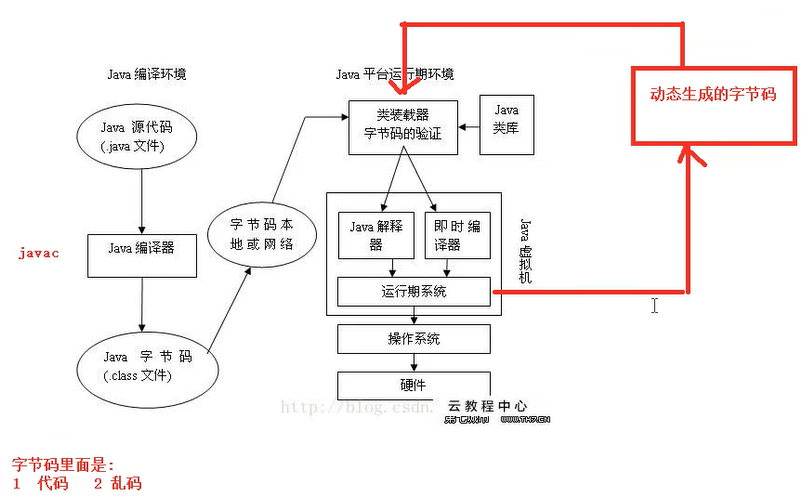 Java 编译环境
Java 平台运行期环境
动态生成的字节码
Java 源代码
(.java 文件)
类装载器
字节码的验证
Java
类库
字节码本
地或网络
javac
Java 编译器
Java 解释
器
即时编
译器
Java 虚拟机
运行期系统
操作系统
Java 字节码
(.class 文件)
硬件
http://blog.csdn.
云教程中心
WWW.TH7.CN
字节码里面是:
1 代码 2 乱码